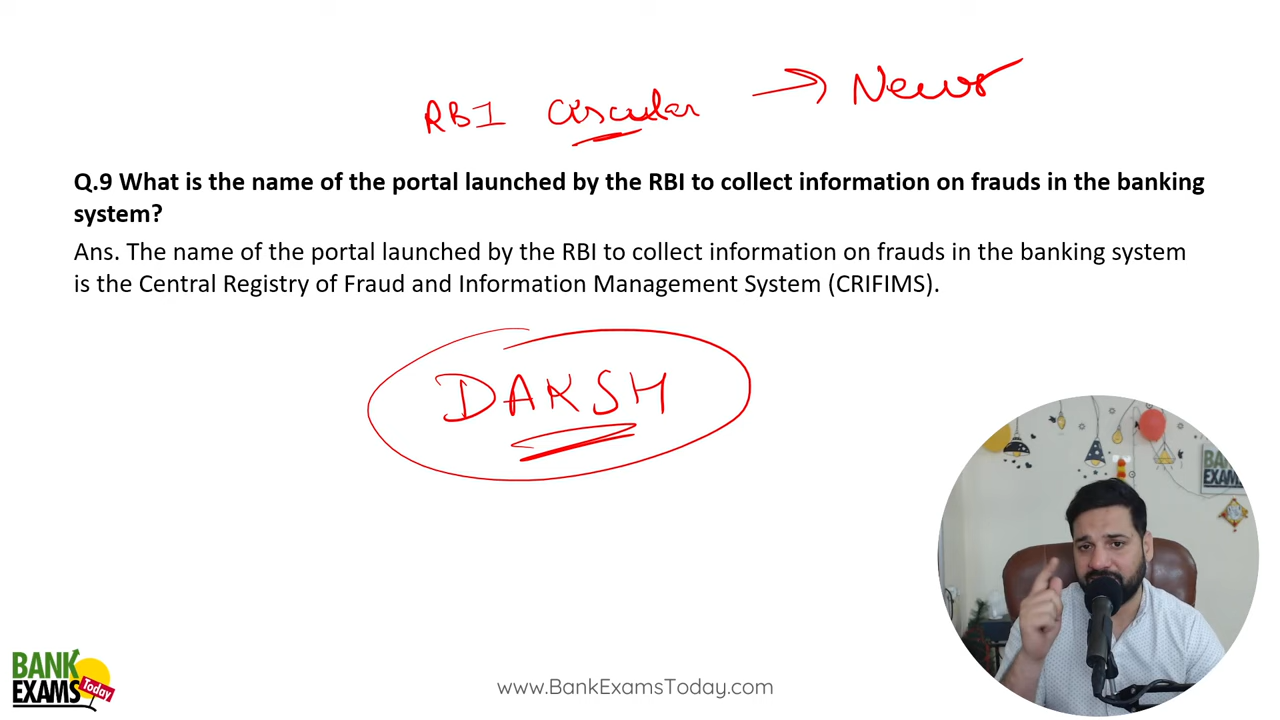 RBI circular → News
Q.9 What is the name of the portal launched by the RBI to collect information on frauds in the banking
system?
Ans. The name of the portal launched by the RBI to collect information on frauds in the banking system
is the Central Registry of Fraud and Information Management System (CRIFIMS).
DAKSH
BANK
EXAM
BANK
EXAMS
Today
www.BankExamsToday.com